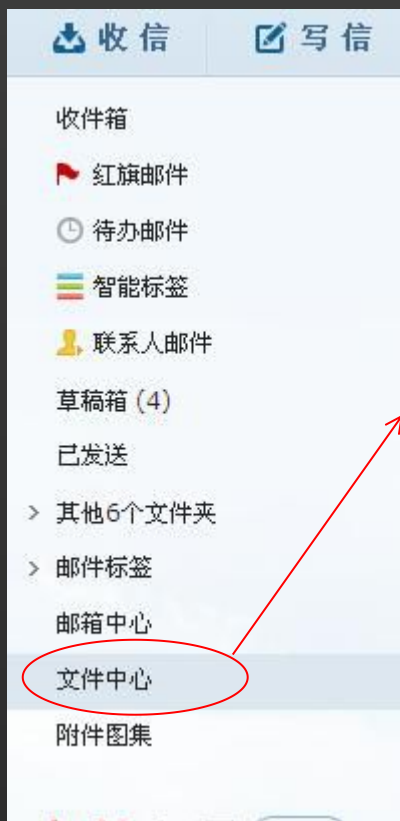 收信 写信
收件箱
红旗邮件
待办邮件
智能标签
联系人邮件
草稿箱 (4)
已发送
其他6个文件夹
邮件标签
邮箱中心
文件中心
附件图集